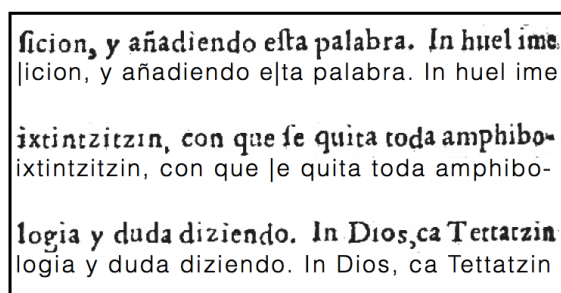 ſicion, y añadiendo eſta palabra. In huel ime
|icion, y añadiendo e|ta palabra. In huel ime
ixtintzitzin, con que ſe quita toda amphibo-
ixtintzitzin, con que |e quita toda amphibo-
logia y duda diziendo. In Dios,ca Tettatzin
logia y duda diziendo. In Dios, ca Tettatzin